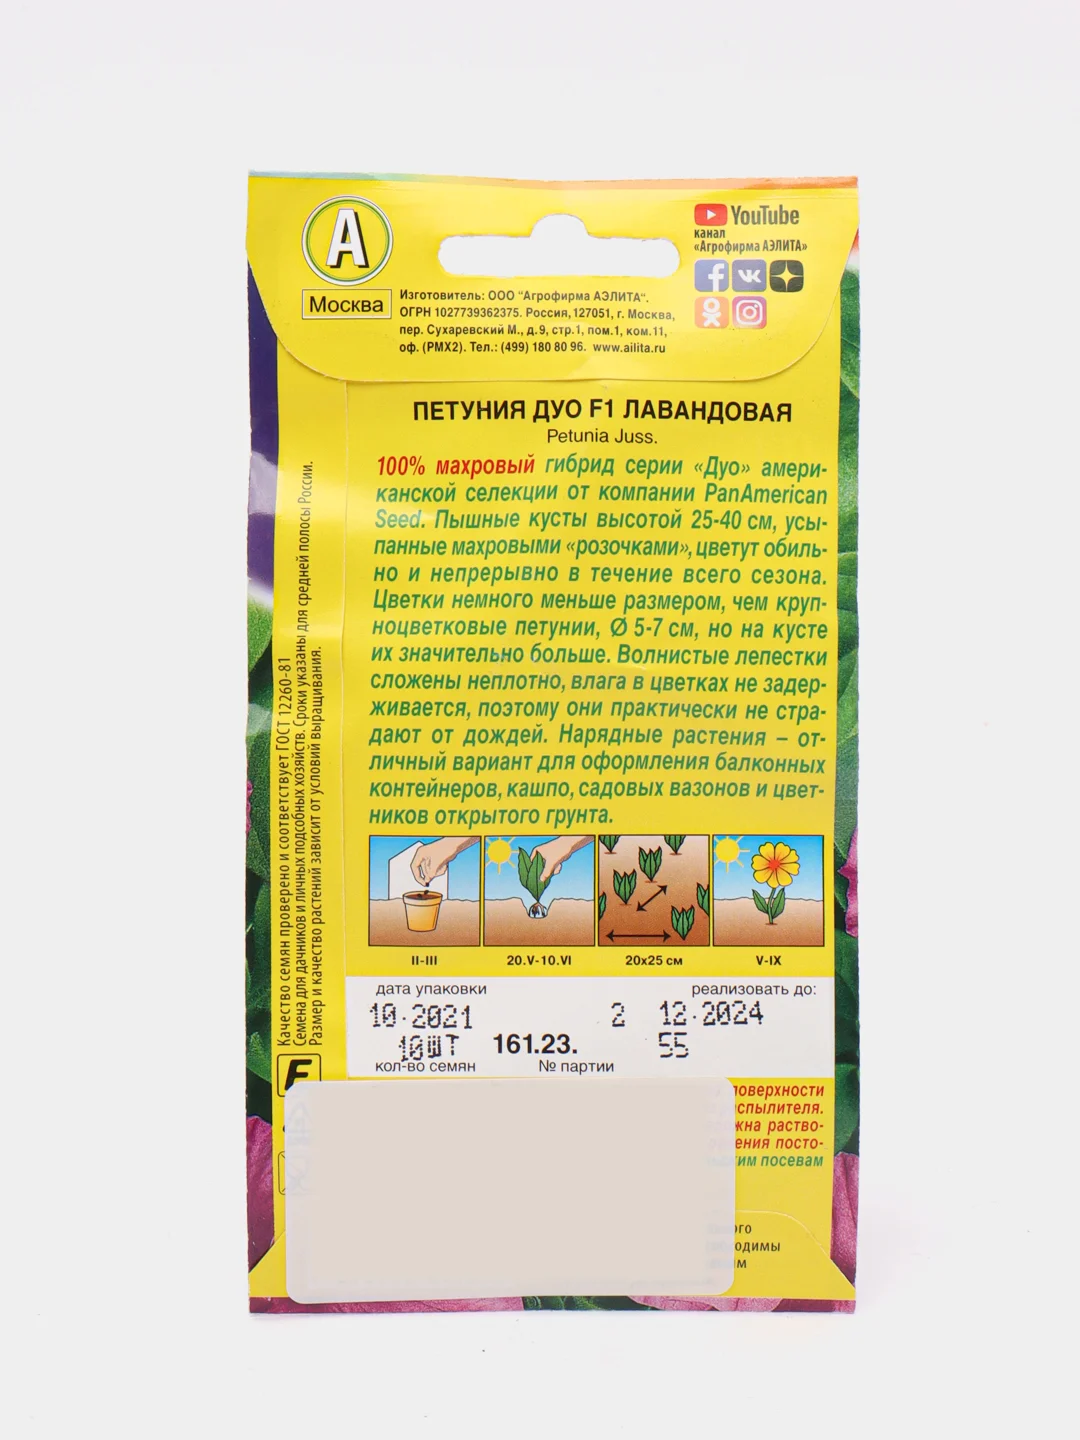 А
Москва
Изготовитель: ООО "Агрофирма АЭЛИТА".
ОГРН 1027739362375. Россия, 127051, г. Москва,
пер. Сухаревский М., д.9, стр.1, пом.1, ком.11,
оф. (РМХ2). Тел.: (499) 180 80 96. www.ailita.ru
YouTube
канал
«Агрофирма АЭЛИТА»
ПЕТУНИЯ ДУО F1 ЛАВАНДОВАЯ
Petunia Juss.
100% махровый гибрид серии «Дуо» амери-
канской селекции от компании PanAmerican
Seed. Пышные кусты высотой 25-40 см, усы-
панные махровыми «розочками», цветут обиль-
но и непрерывно в течение всего сезона.
Цветки немного меньше размером, чем круп-
ноцветковые петунии, Ø 5-7 см, но на кусте
их значительно больше. Волнистые лепестки
сложены неплотно, влага в цветках не задер-
живается, поэтому они практически не стра-
дают от дождей. Нарядные растения – от-
личный вариант для оформления балконных
контейнеров, кашпо, садовых вазонов и цвет-
ников открытого грунта.
II-III
20.V-10.VI
20x25 см
V-IX
дата упаковки
реализовать до:
10.2021
2
12.2024
10шт
161.23.
55
кол-во семян
№ партии
поверхности
раство-
посто-
посевам
Качество семян проверено и соответствует ГОСТ 12260-81
Семена для дачников и личных подсобных хозяйств. Сроки указаны для средней полосы России.
Размер и качество растений зависит от условий выращивания.